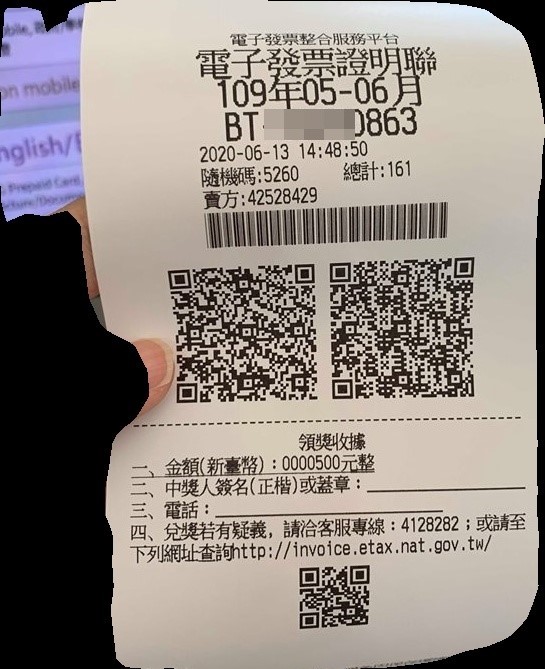 on mobile
nglish/
Prepaid Card,
電子發票整合服務平台
電子發票證明聯
109年05-06月
BT- 0863
2020-06-13 14:48:50
隨機碼:5260 總計:161
賣方:42528429
領獎收據
一、金額(新臺幣):0000500元整
二、中獎人簽名(正楷)或蓋章:
三、電話:
四、兌獎若有疑義,請洽客服專線:4128282;或請至
下列網址查詢http://invoice.etax.nat.gov.tw/